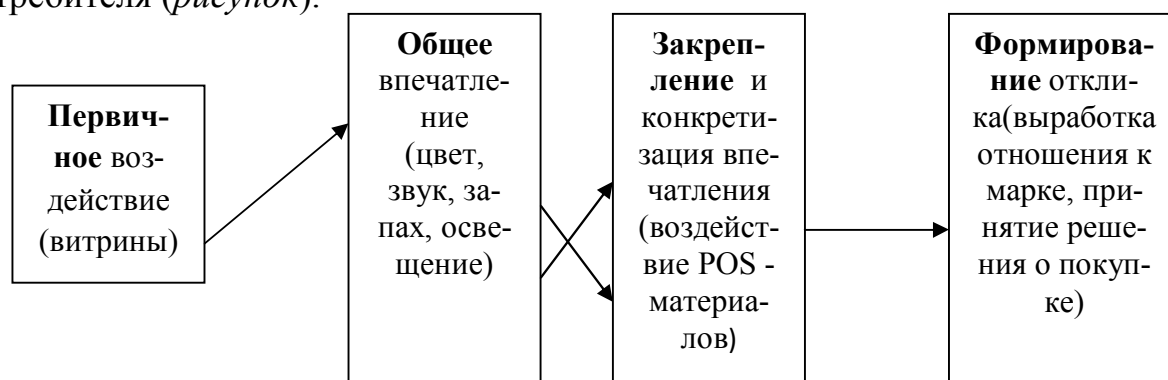 требителя (рисунок).
Первич-
ное воз-
действие
(витрины)
Общее
впечатле-
ние
(цвет,
звук, за-
пах, осве-
щение)
Закреп-
ление и
конкрети-
зация впе-
чатления
(воздейст-
вие POS -
материа-
лов)
Формирова-
ние откли-
ка(выработка
отношения к
марке, при-
нятие реше-
ния о покуп-
ке)